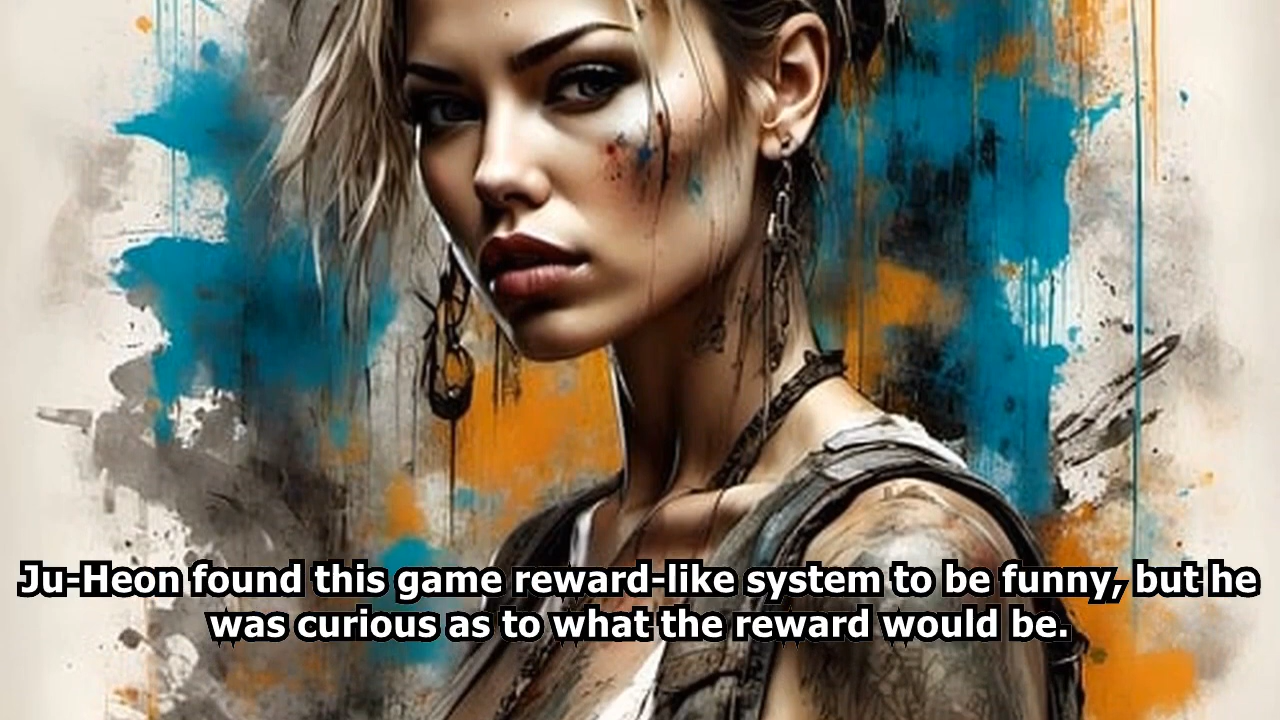 Ju-Heon found this game reward-like system to be funny, but he
was curious as to what the reward would be.